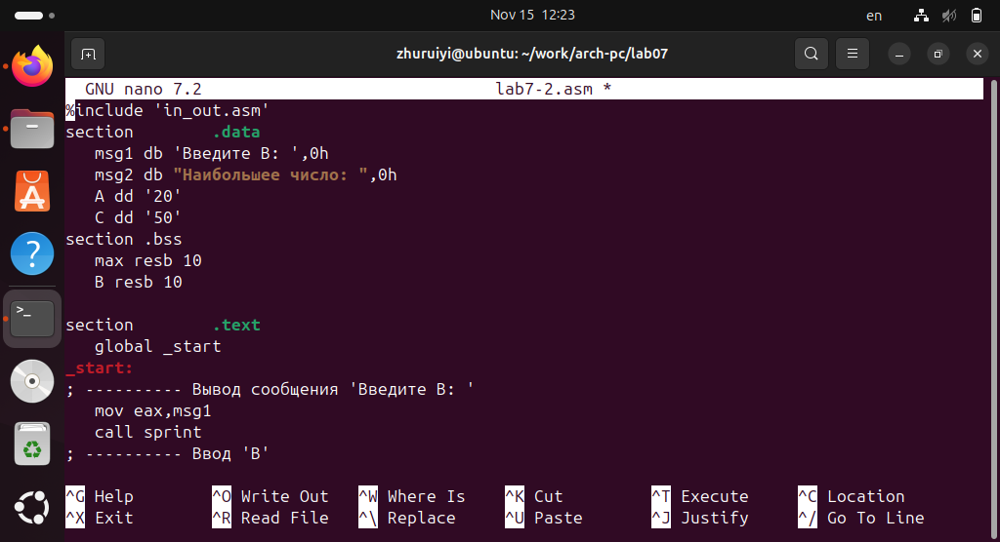 Nov 15 12:23
en
zhuruiyi@ubuntu: ~/work/arch-pc/lab07
GNU nano 7.2 lab7-2.asm *
%include 'in_out.asm'
section .data
msg1 db 'Введите B: ',0h
msg2 db "Наибольшее число: ",0h
A dd '20'
C dd '50'
section .bss
max resb 10
B resb 10
section .text
global _start
_start:
; ---------- Вывод сообщения 'Введите B: '
mov eax,msg1
call sprint
; ---------- Ввод 'B'
^G Help ^O Write Out ^W Where Is ^K Cut ^T Execute ^C Location
^X Exit ^R Read File ^\ Replace ^U Paste ^J Justify ^/ Go To Line